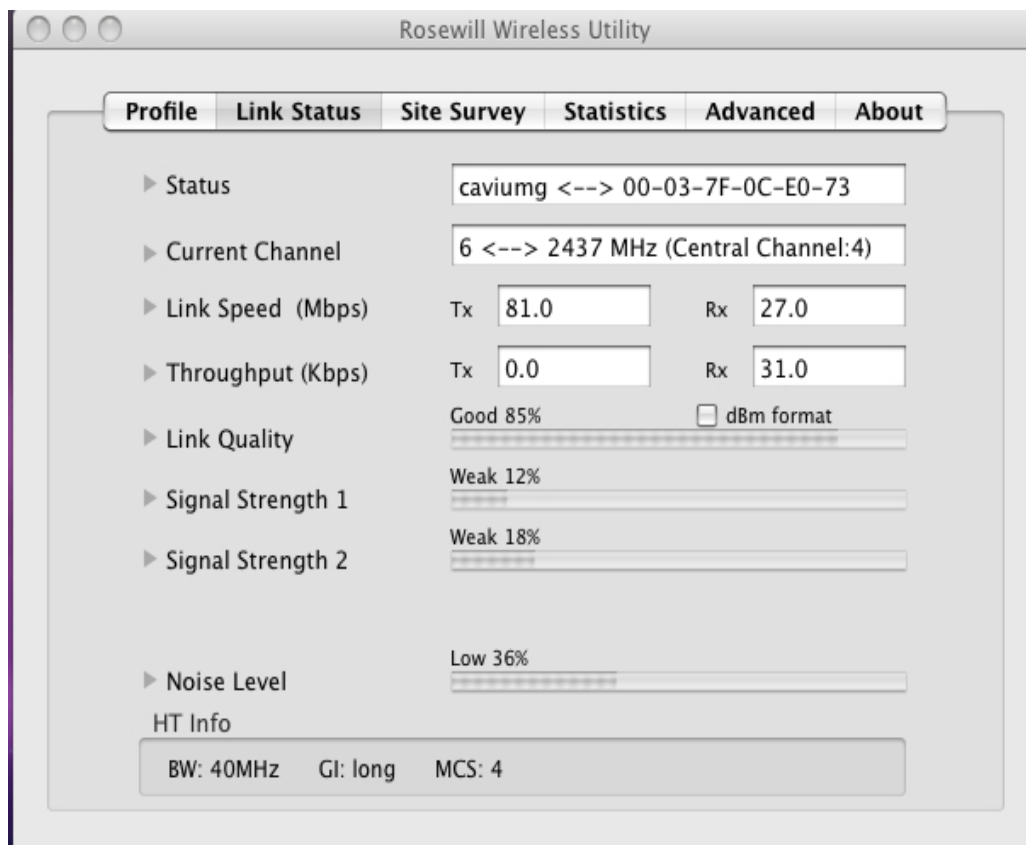 Rosewill Wireless Utility
Profile Link Status Site Survey Statistics Advanced About
Status caviumg <--> 00-03-7F-0C-E0-73
Current Channel 6 <--> 2437 MHz (Central Channel:4)
Link Speed (Mbps) Tx 81.0 Rx 27.0
Throughput (Kbps) Tx 0.0 Rx 31.0
Good 85% dBm format
Link Quality
Weak 12%
Signal Strength 1
Weak 18%
Signal Strength 2
Low 36%
Noise Level
HT Info
BW: 40MHz GI: long MCS: 4